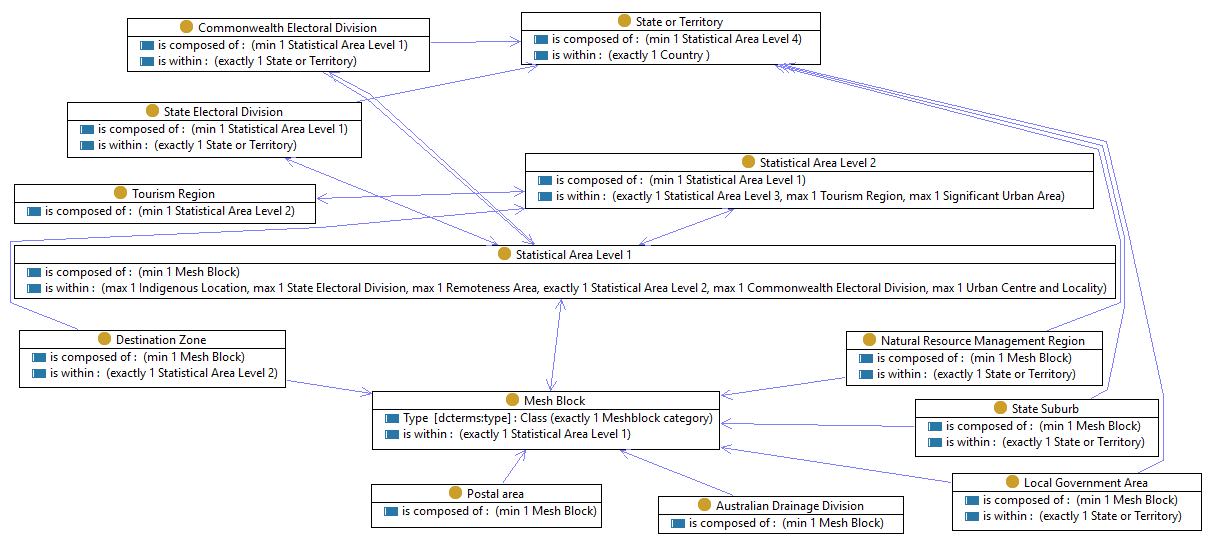 Commonwealth Electoral Division
is composed of : (min 1 Statistical Area Level 1)
is within : (exactly 1 State or Territory)
State or Territory
is composed of : (min 1 Statistical Area Level 4)
is within : (exactly 1 Country )
State Electoral Division
is composed of : (min 1 Statistical Area Level 1)
is within : (exactly 1 State or Territory)
Statistical Area Level 2
is composed of : (min 1 Statistical Area Level 1)
is within : (exactly 1 Statistical Area Level 3, max 1 Tourism Region, max 1 Significant Urban Area)
Tourism Region
is composed of : (min 1 Statistical Area Level 2)
Statistical Area Level 1
is composed of : (min 1 Mesh Block)
is within : (max 1 Indigenous Location, max 1 State Electoral Division, max 1 Remoteness Area, exactly 1 Statistical Area Level 2, max 1 Commonwealth Electoral Division, max 1 Urban Centre and Locality)
Destination Zone
is composed of : (min 1 Mesh Block)
is within : (exactly 1 Statistical Area Level 2)
Natural Resource Management Region
is composed of : (min 1 Mesh Block)
is within : (exactly 1 State or Territory)
Mesh Block
Type [dcterms:type] : Class (exactly 1 Meshblock category)
is within : (exactly 1 Statistical Area Level 1)
State Suburb
is composed of : (min 1 Mesh Block)
is within : (exactly 1 State or Territory)
Postal area
is composed of : (min 1 Mesh Block)
Australian Drainage Division
is composed of : (min 1 Mesh Block)
Local Government Area
is composed of : (min 1 Mesh Block)
is within : (exactly 1 State or Territory)